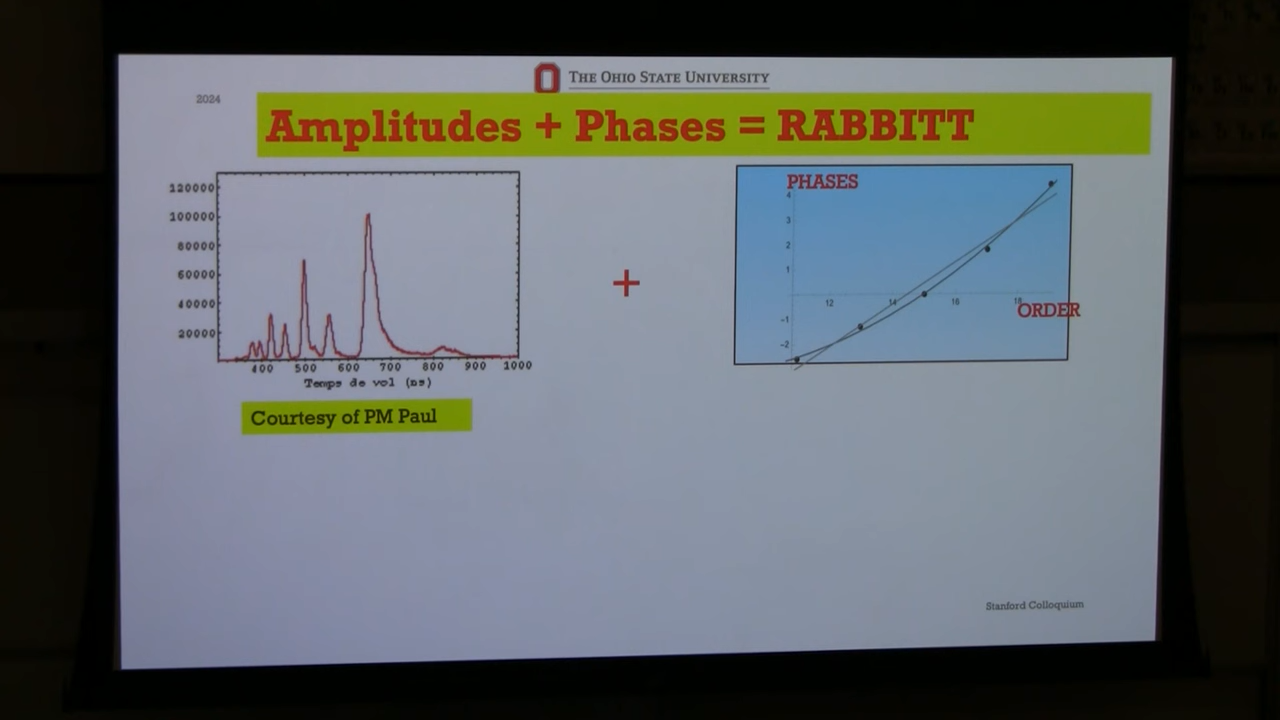 THE OHIO STATE UNIVERSITY
2024
Amplitudes + Phases = RABBITT
120000
100000
80000
60000
40000
20000
400 500 600 700 800 900 1000
Temps de vol (ns)
Courtesy of PM Paul
+
PHASES
4
3
2
1
12 14 16 18
ORDER
-1
-2
Stanford Colloquium